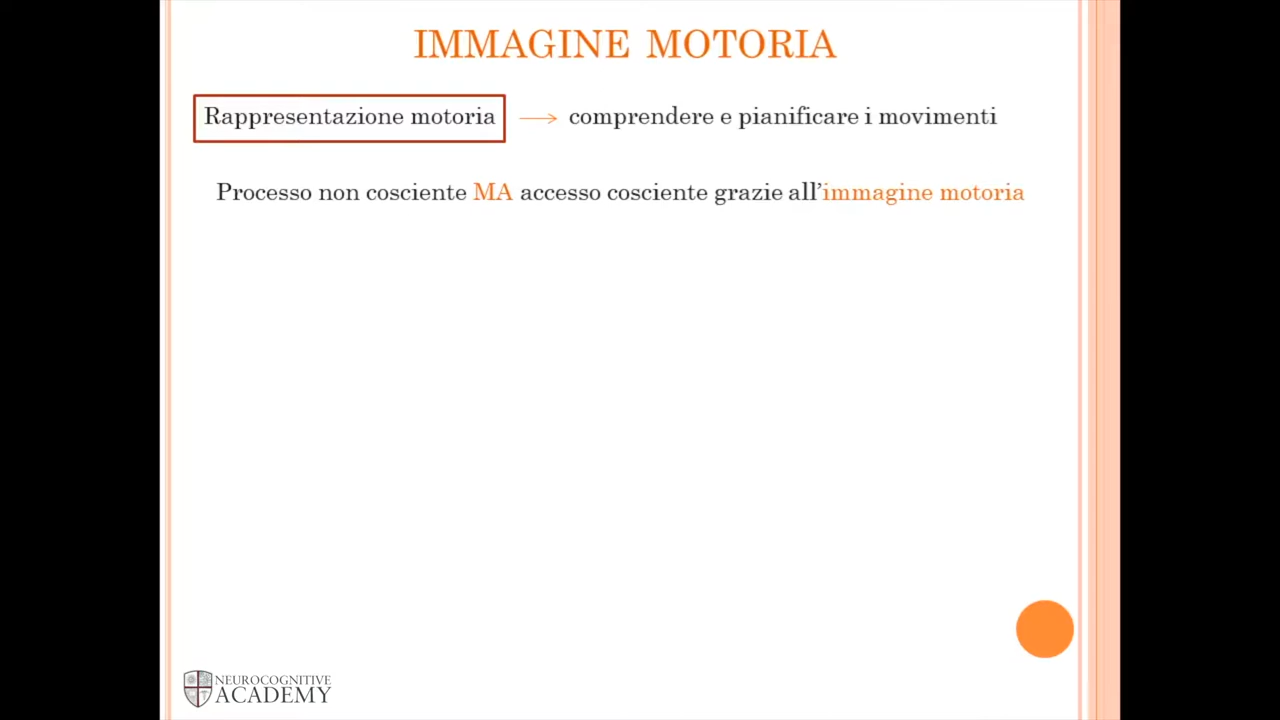 IMMAGINE MOTORIA
Rappresentazione motoria → comprendere e pianificare i movimenti
Processo non cosciente MA accesso cosciente grazie all’immagine motoria
NEUROCOGNITIVE
ACADEMY